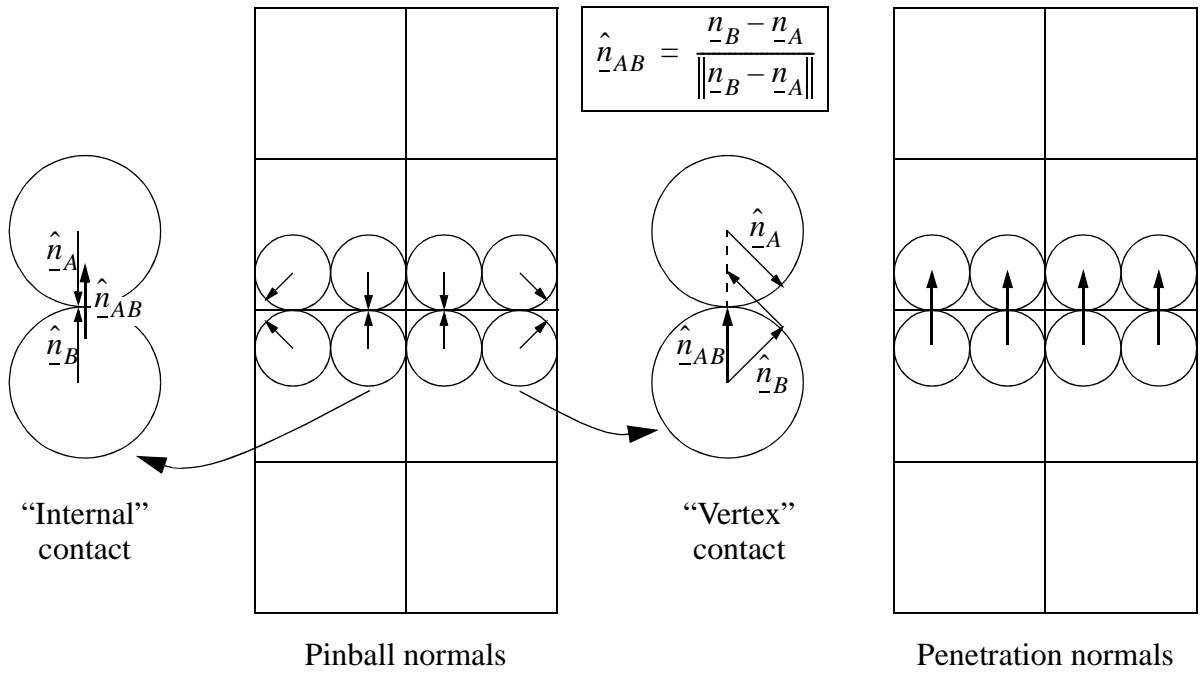 n̂_AB = (n_B − n_A) / ‖n_B − n_A‖
n̂_A
n̂_AB
n̂_B
n̂_A
n̂_AB
n̂_B
“Internal”
contact
“Vertex”
contact
Pinball normals
Penetration normals